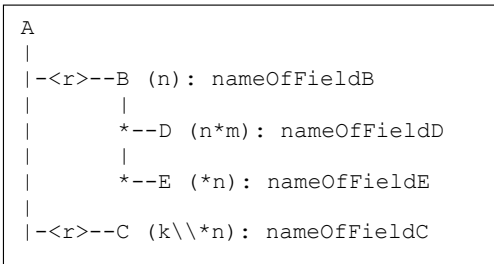 A
|
|-<r>--B (n): nameOfFieldB
|      |
|      *--D (n*m): nameOfFieldD
|      |
|      *--E (*n): nameOfFieldE
|
|-<r>--C (k\\*n): nameOfFieldC